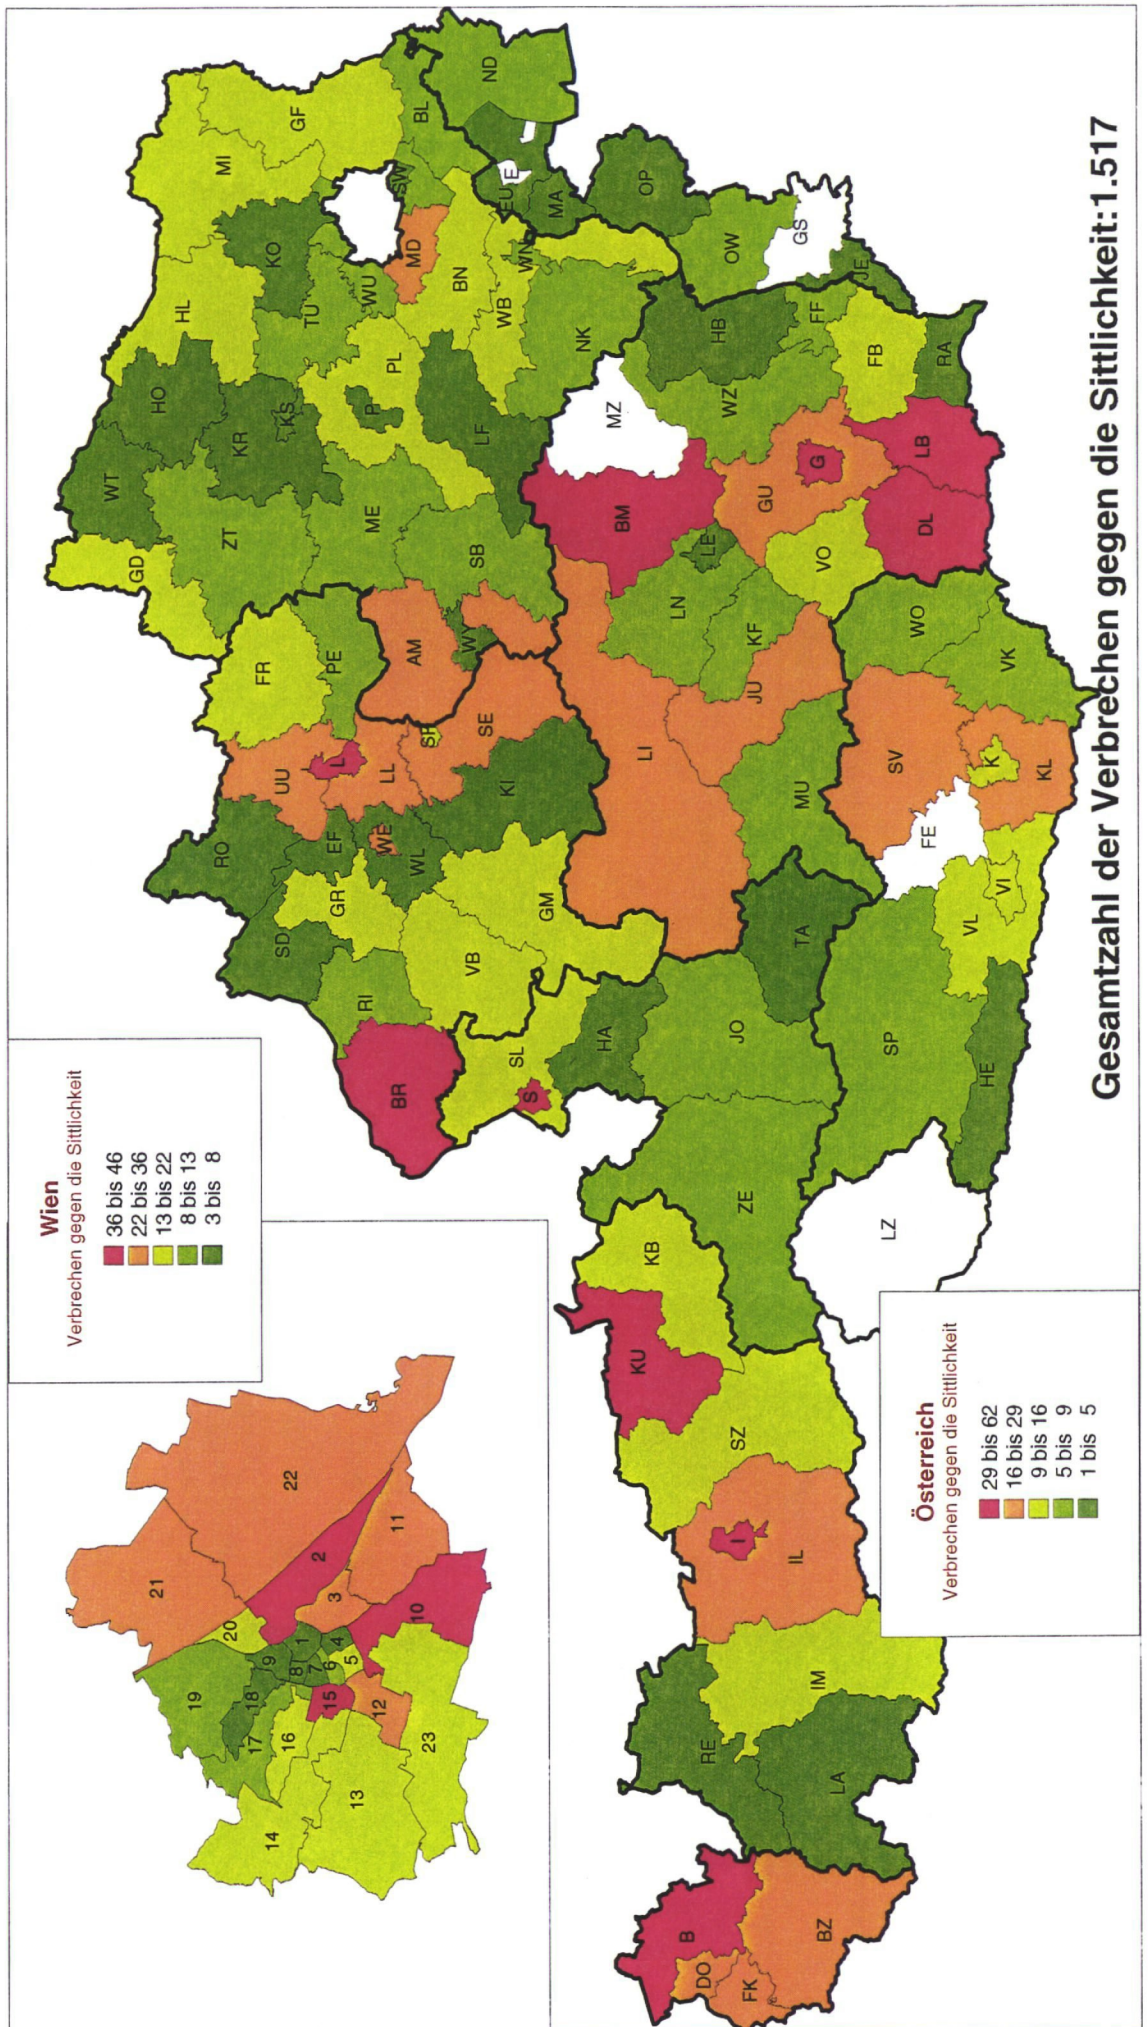 Wien
Verbrechen gegen die Sittlichkeit
36 bis 46
22 bis 36
13 bis 22
8 bis 13
3 bis 8
21
22
20
19
2
11
3
10
1
9
18
8
7
4
6
5
17
15
12
16
14
13
23
Österreich
Verbrechen gegen die Sittlichkeit
29 bis 62
16 bis 29
9 bis 16
5 bis 9
1 bis 5
GD
WT
HO
HL
MI
GF
ZT
KR
KS
KO
TU
WU
SW
BL
ND
ME
P
PL
MD
BN
EU
E
SB
LF
WB
WN
MA
NK
OP
RO
FR
PE
UU
L
SD
EF
GR
WE
LL
AM
RI
WL
SE
WY
BR
VB
KI
GM
SL
S
HA
LI
BM
MZ
HB
OW
GS
LN
LE
WZ
FF
JE
KF
GU
G
FB
JU
VO
RA
MU
DL
LB
TA
JO
ZE
SP
SV
WO
FE
K
VK
VL
VI
KL
HE
LZ
KU
KB
SZ
I
IL
RE
IM
LA
B
DO
FK
BZ
Gesamtzahl der Verbrechen gegen die Sittlichkeit:1.517